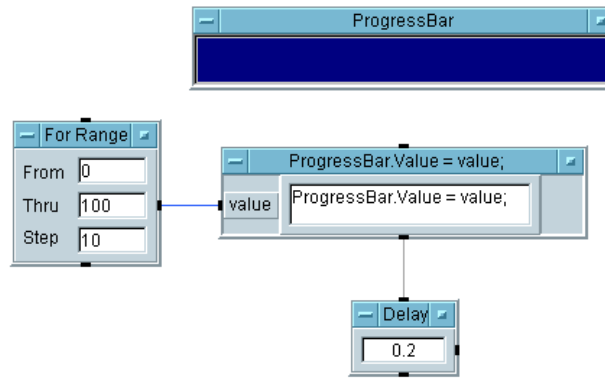 ProgressBar
For Range
From 0
Thru 100
Step 10
ProgressBar.Value = value;
value
ProgressBar.Value = value;
Delay
0.2